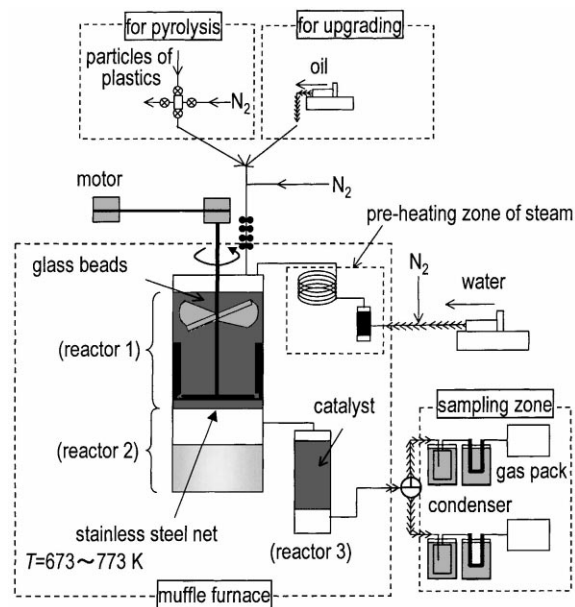 for pyrolysis
for upgrading
particles of
plastics
oil
N2
N2
motor
pre-heating zone of steam
glass beads
N2
water
(reactor 1)
catalyst
sampling zone
(reactor 2)
gas pack
condenser
stainless steel net
(reactor 3)
T=673～773 K
muffle furnace